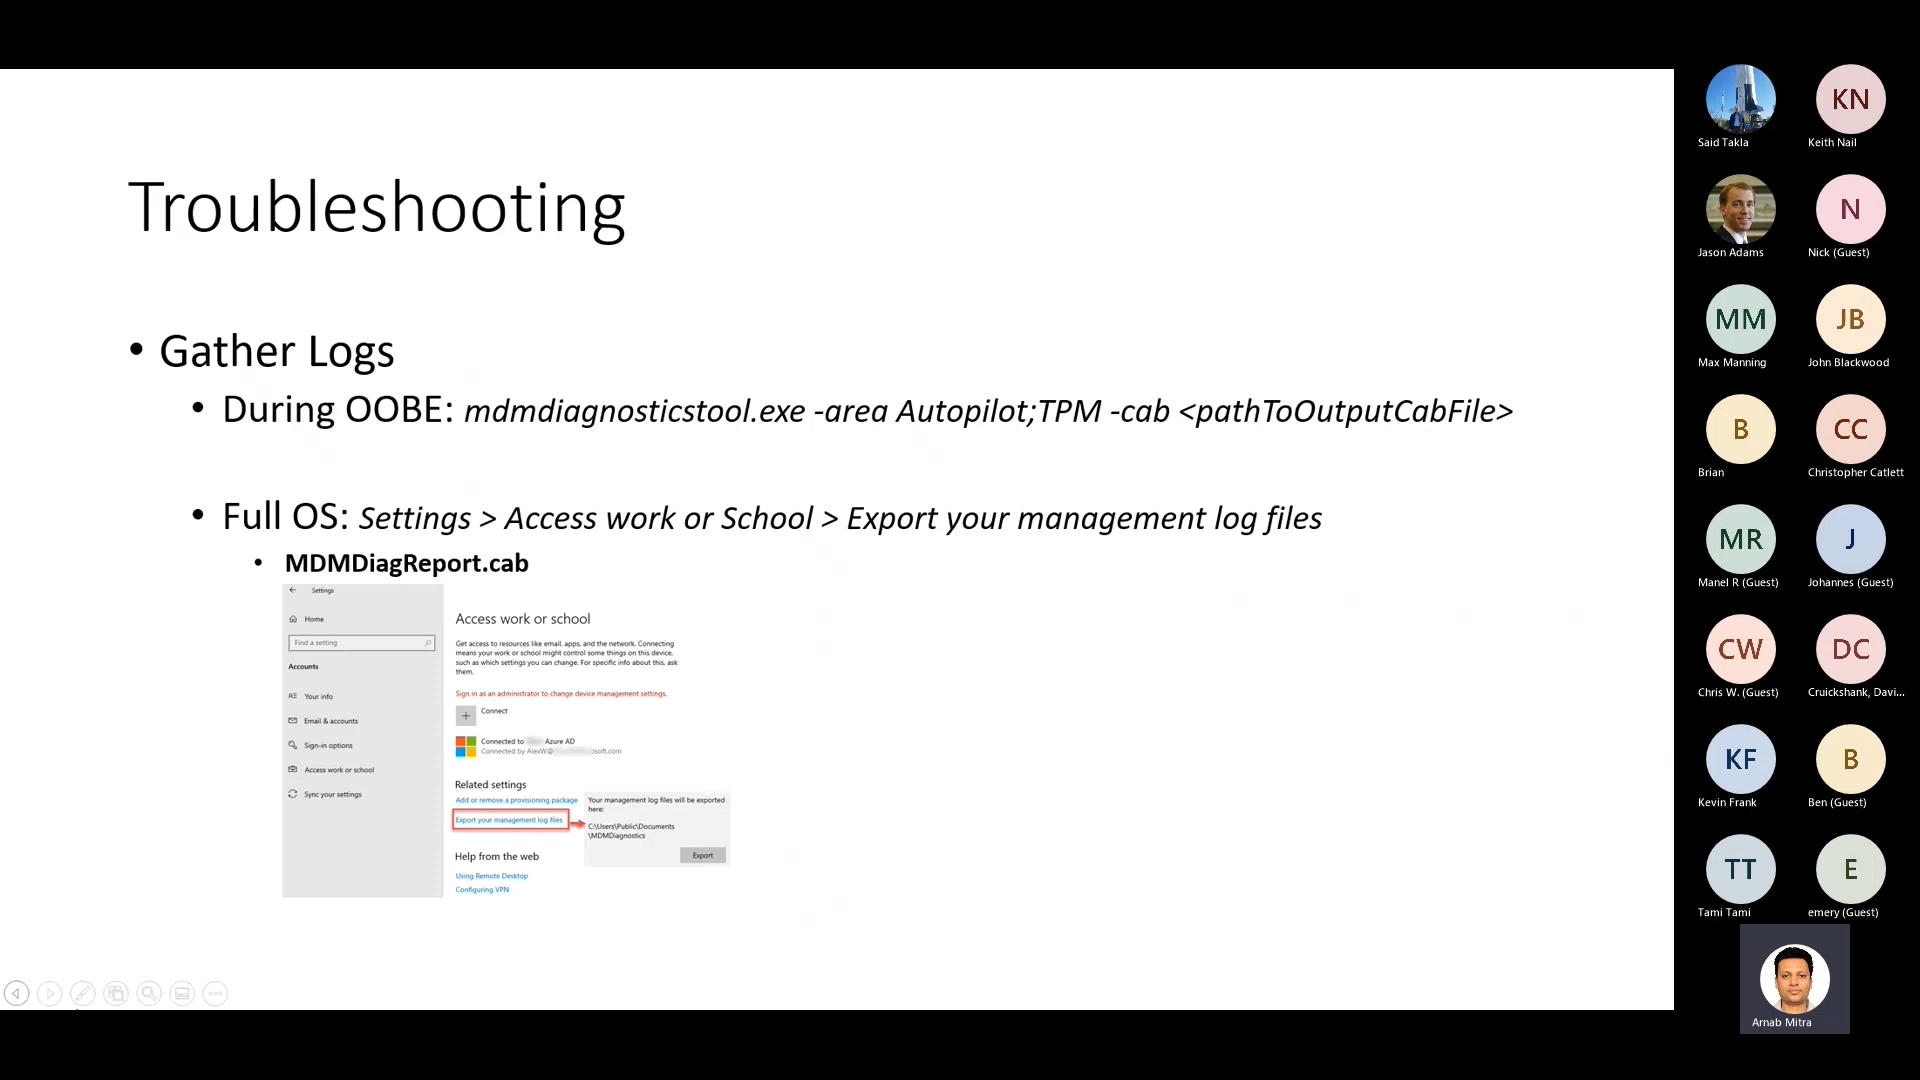 Troubleshooting
• Gather Logs
• During OOBE: mdmdiagnosticstool.exe -area Autopilot;TPM -cab <pathToOutputCabFile>
• Full OS: Settings > Access work or School > Export your management log files
• MDMDiagReport.cab
Settings
Home
Find a setting
Accounts
Your info
Email & accounts
Sign-in options
Access work or school
Sync your settings
Access work or school
Get access to resources like email, apps, and the network. Connecting
means your work or school might control some things on this device,
such as which settings you can change. For specific info about this, ask
them.
Sign in as an administrator to change device management settings.
Connect
Connected to Azure AD
Connected by AlexW@ osoft.com
Related settings
Add or remove a provisioning package
Export your management log files
Your management log files will be exported
here:
C:\Users\Public\Documents
\MDMDiagnostics
Export
Help from the web
Using Remote Desktop
Configuring VPN
Said Takla
KN
Keith Nail
Jason Adams
N
Nick (Guest)
MM
Max Manning
JB
John Blackwood
B
Brian
CC
Christopher Catlett
MR
Manel R (Guest)
J
Johannes (Guest)
CW
Chris W. (Guest)
DC
Cruickshank, Davi...
KF
Kevin Frank
B
Ben (Guest)
TT
Tami Tami
E
emery (Guest)
Arnab Mitra